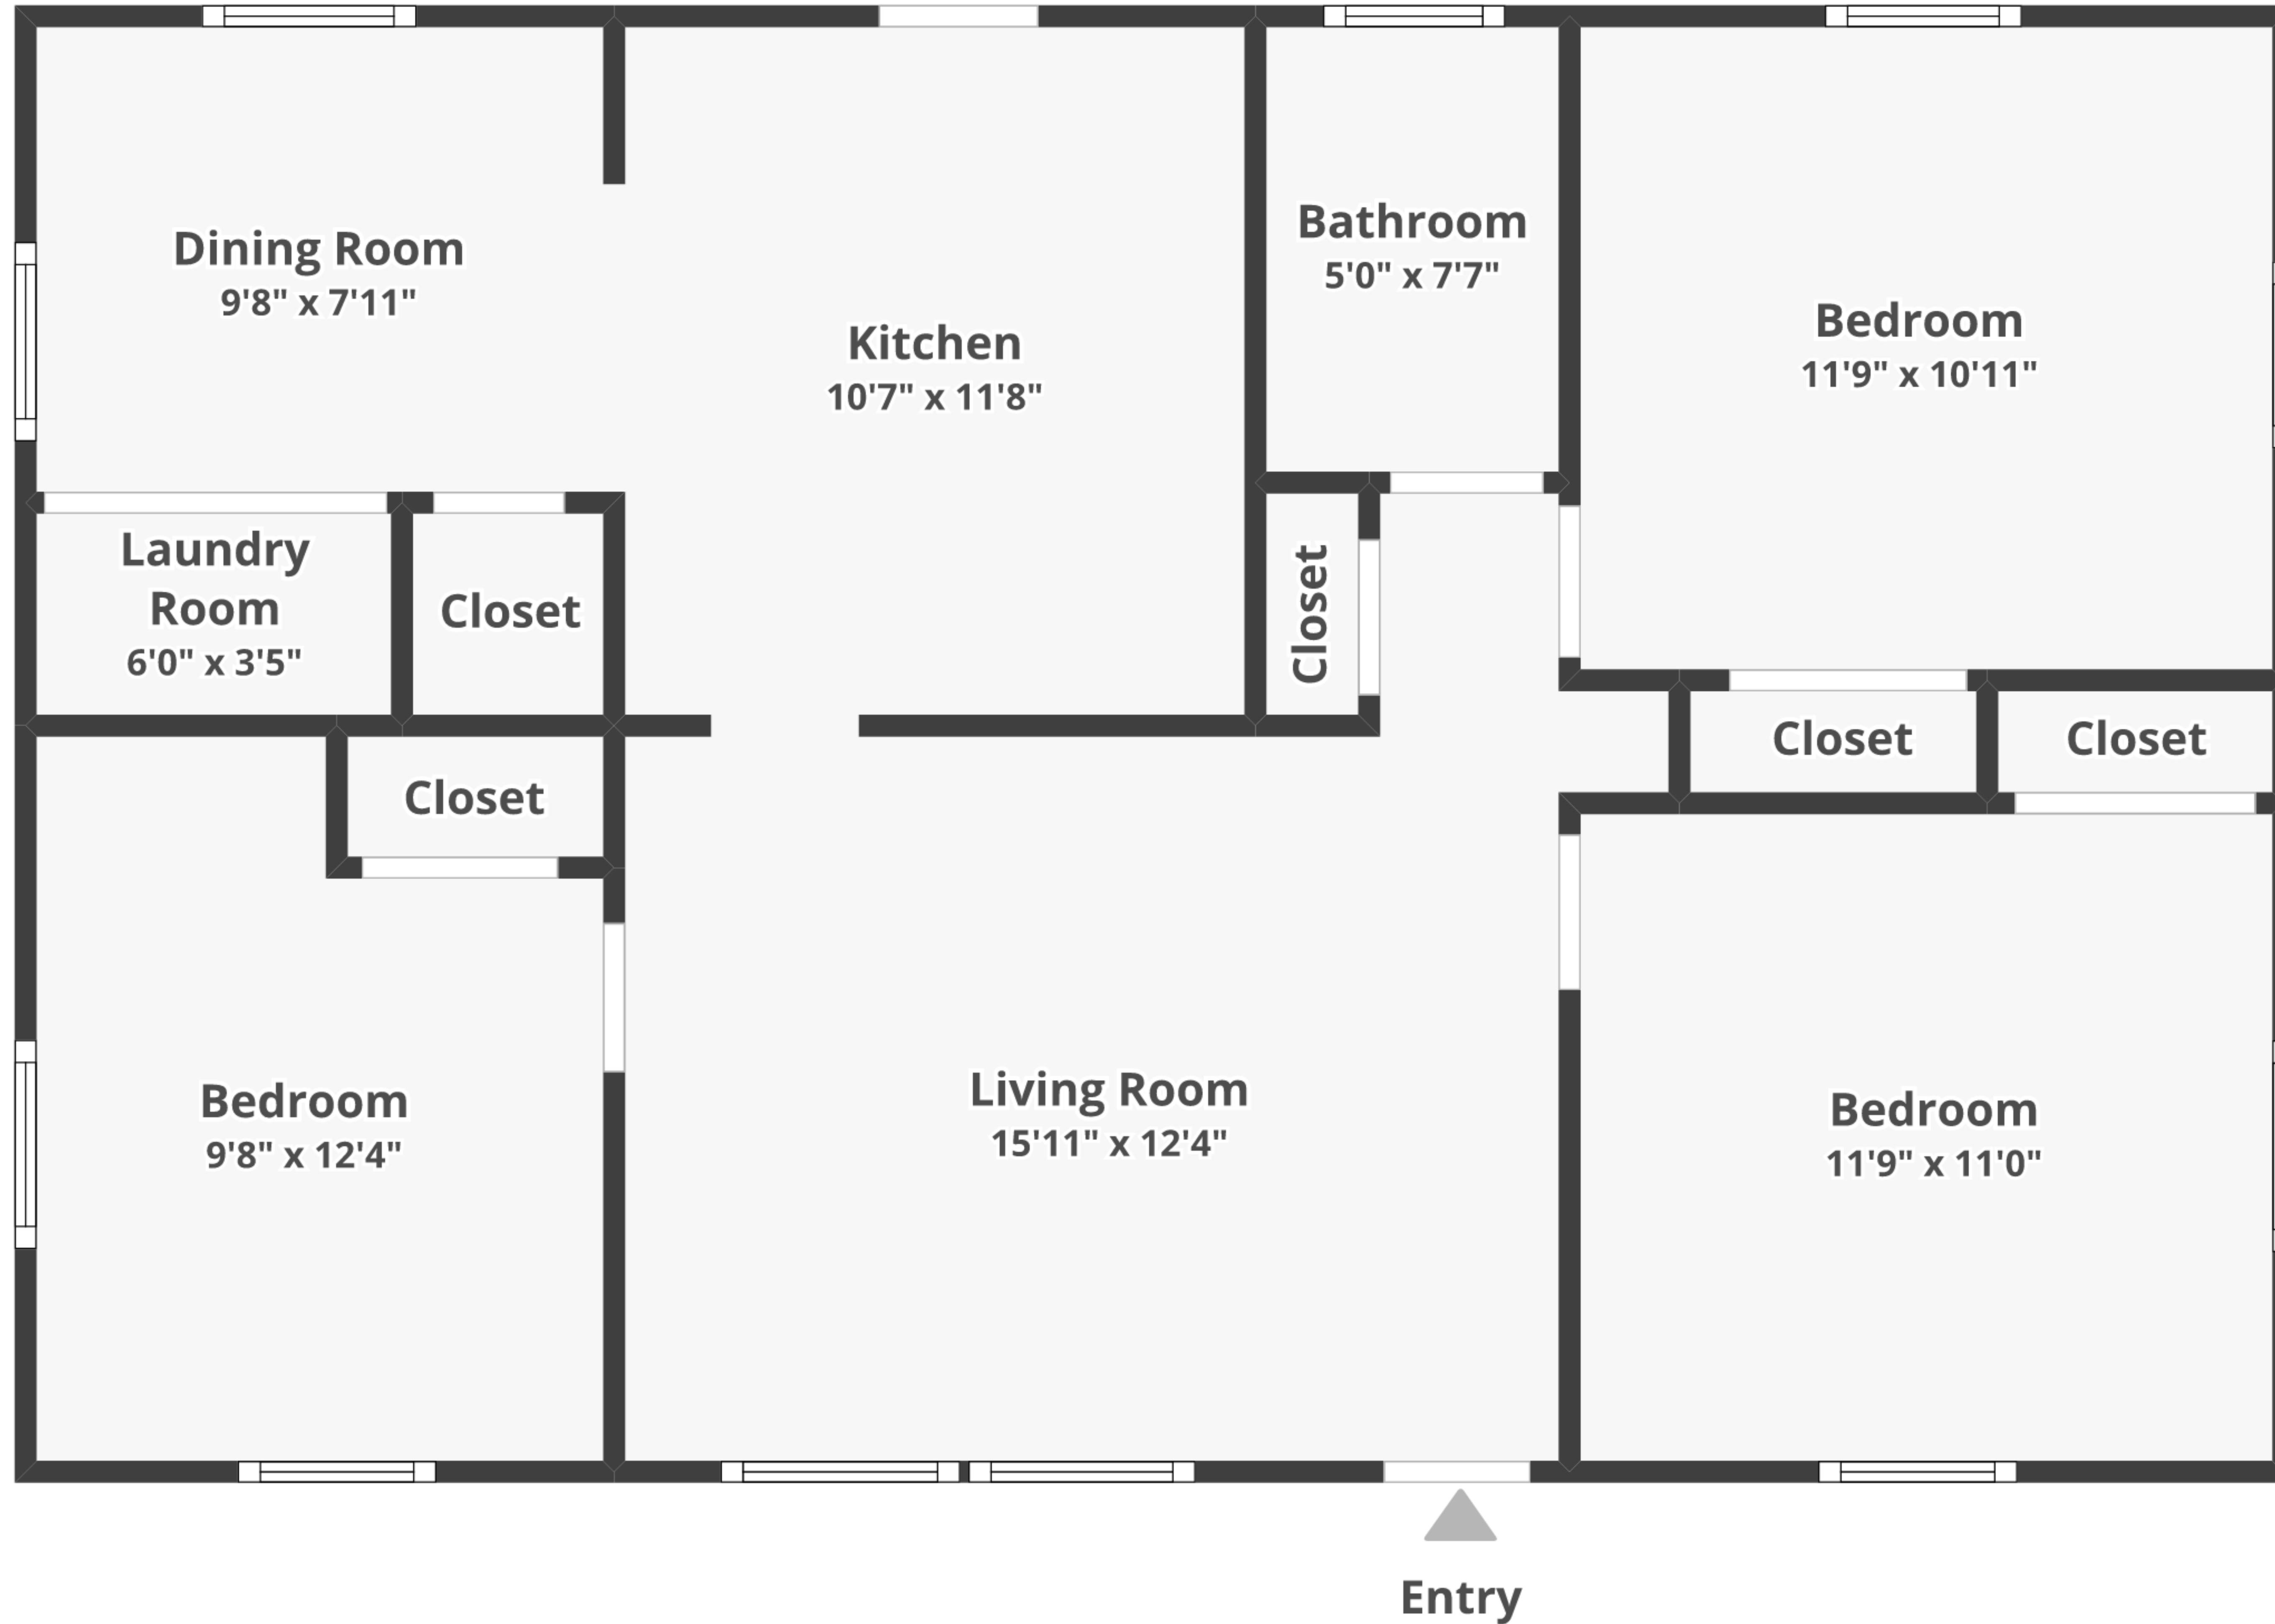 Dining Room
9'8" x 7'11"
Kitchen
10'7" x 11'8"
Bathroom
5'0" x 7'7"
Bedroom
11'9" x 10'11"
Laundry
Room
6'0" x 3'5"
Closet
Closet
Closet
Closet
Closet
Bedroom
9'8" x 12'4"
Living Room
15'11" x 12'4"
Bedroom
11'9" x 11'0"
Entry